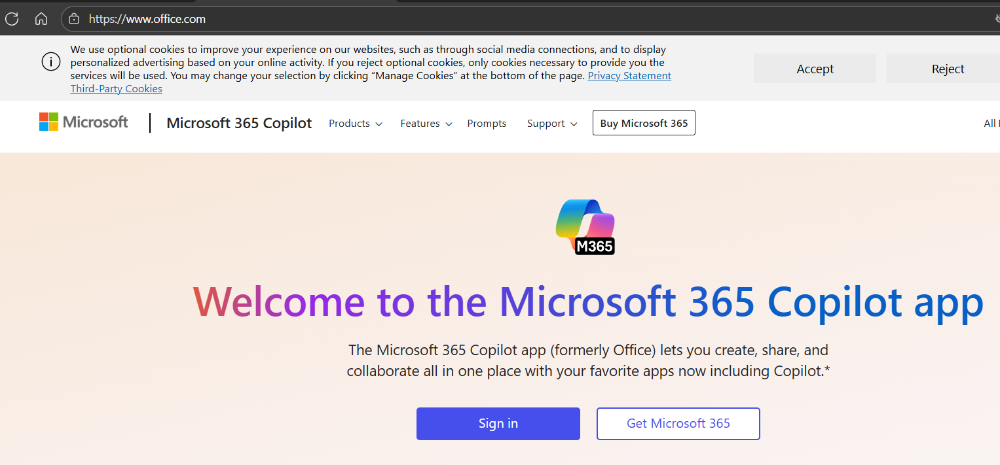 https://www.office.com
We use optional cookies to improve your experience on our websites, such as through social media connections, and to display
personalized advertising based on your online activity. If you reject optional cookies, only cookies necessary to provide you the
services will be used. You may change your selection by clicking “Manage Cookies” at the bottom of the page. Privacy Statement
Third-Party Cookies
Accept
Reject
Microsoft
Microsoft 365 Copilot
Products
Features
Prompts
Support
Buy Microsoft 365
All
M365
Welcome to the Microsoft 365 Copilot app
The Microsoft 365 Copilot app (formerly Office) lets you create, share, and
collaborate all in one place with your favorite apps now including Copilot.*
Sign in
Get Microsoft 365